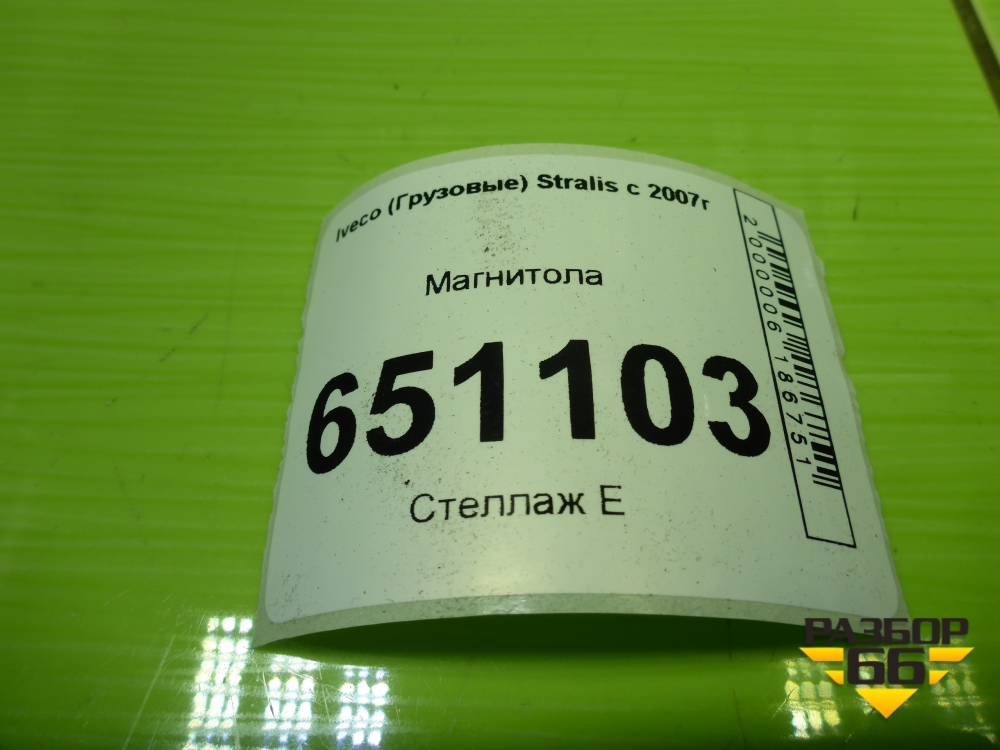 Iveco (Грузовые) Stralis с 2007г
Магнитола
651103
Стеллаж Е
2000006186751
РАЗБОР
66